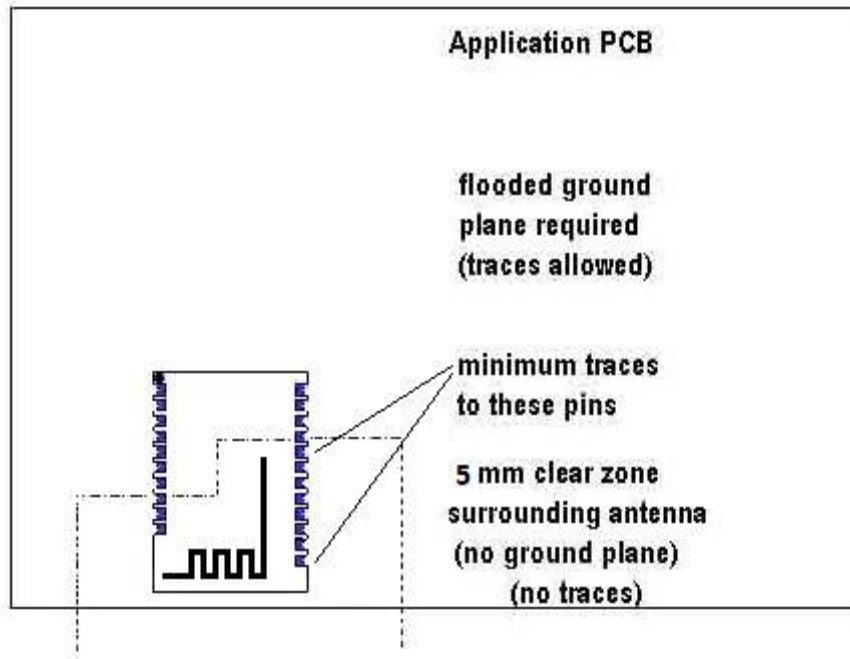 Application PCB
flooded ground
plane required
(traces allowed)
minimum traces
to these pins
5 mm clear zone
surrounding antenna
(no ground plane)
(no traces)